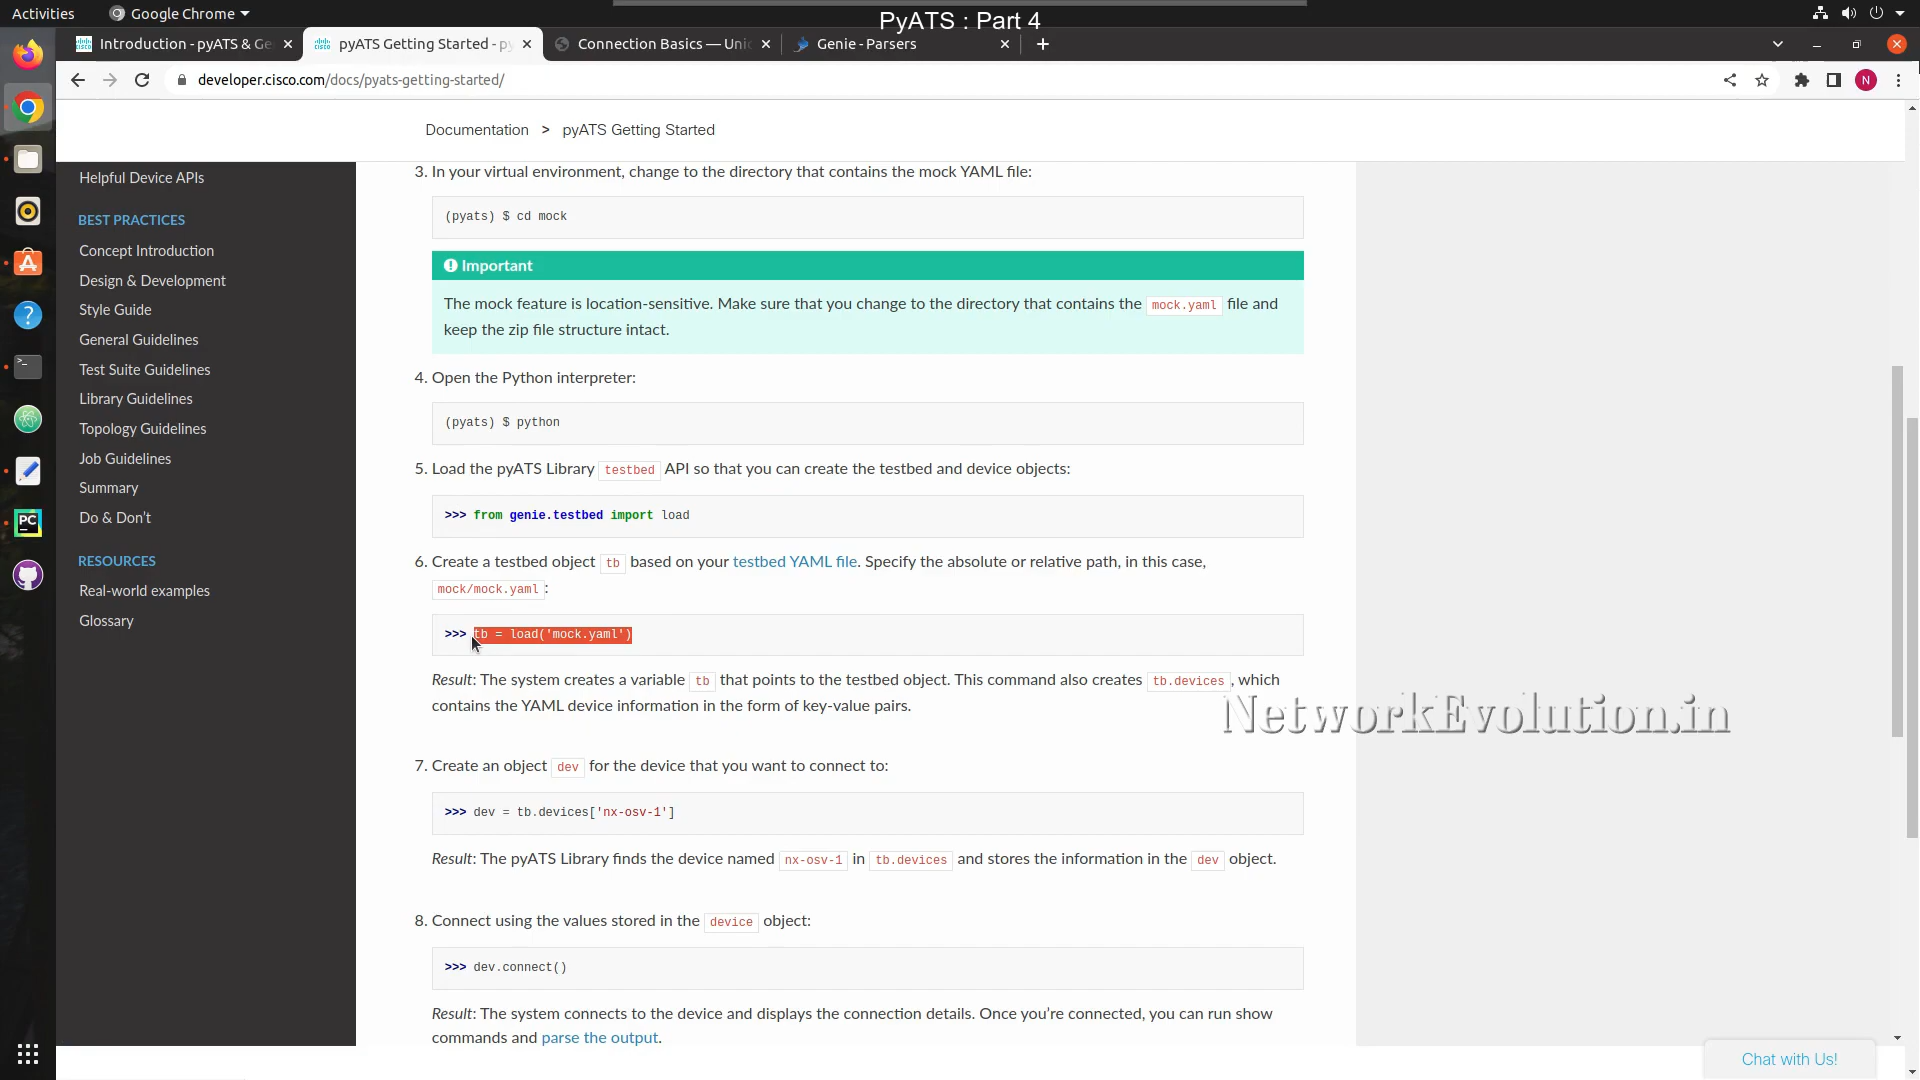 Activities
Google Chrome
PyATS : Part 4
Introduction - pyATS & Ge
pyATS Getting Started - py
Connection Basics — Unic
Genie - Parsers
developer.cisco.com/docs/pyats-getting-started/
N
Documentation > pyATS Getting Started
Helpful Device APIs
BEST PRACTICES
Concept Introduction
Design & Development
Style Guide
General Guidelines
Test Suite Guidelines
Library Guidelines
Topology Guidelines
Job Guidelines
Summary
Do & Don't
RESOURCES
Real-world examples
Glossary
3. In your virtual environment, change to the directory that contains the mock YAML file:
(pyats) $ cd mock
Important
The mock feature is location-sensitive. Make sure that you change to the directory that contains the mock.yaml file and
keep the zip file structure intact.
4. Open the Python interpreter:
(pyats) $ python
5. Load the pyATS Library testbed API so that you can create the testbed and device objects:
>>> from genie.testbed import load
6. Create a testbed object tb based on your testbed YAML file. Specify the absolute or relative path, in this case,
mock/mock.yaml :
>>> tb = load('mock.yaml')
Result: The system creates a variable tb that points to the testbed object. This command also creates tb.devices , which
contains the YAML device information in the form of key-value pairs.
NetworkEvolution.in
7. Create an object dev for the device that you want to connect to:
>>> dev = tb.devices['nx-osv-1']
Result: The pyATS Library finds the device named nx-osv-1 in tb.devices and stores the information in the dev object.
8. Connect using the values stored in the device object:
>>> dev.connect()
Result: The system connects to the device and displays the connection details. Once you're connected, you can run show
commands and parse the output.
Chat with Us!